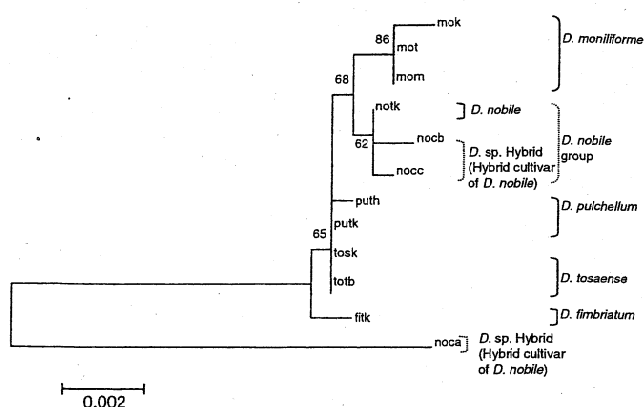 mok
86
mot
D. moniliforme
mom
68
notk
D. nobile
nocb
D. nobile
group
62
D. sp. Hybrid
(Hybrid cultivar
of D. nobile)
nocc
puth
D. pulchellum
putk
65
tosk
D. tosaense
totb
fitk
D. fimbriatum
noca
D. sp. Hybrid
(Hybrid cultivar
of D. nobile)
0.002